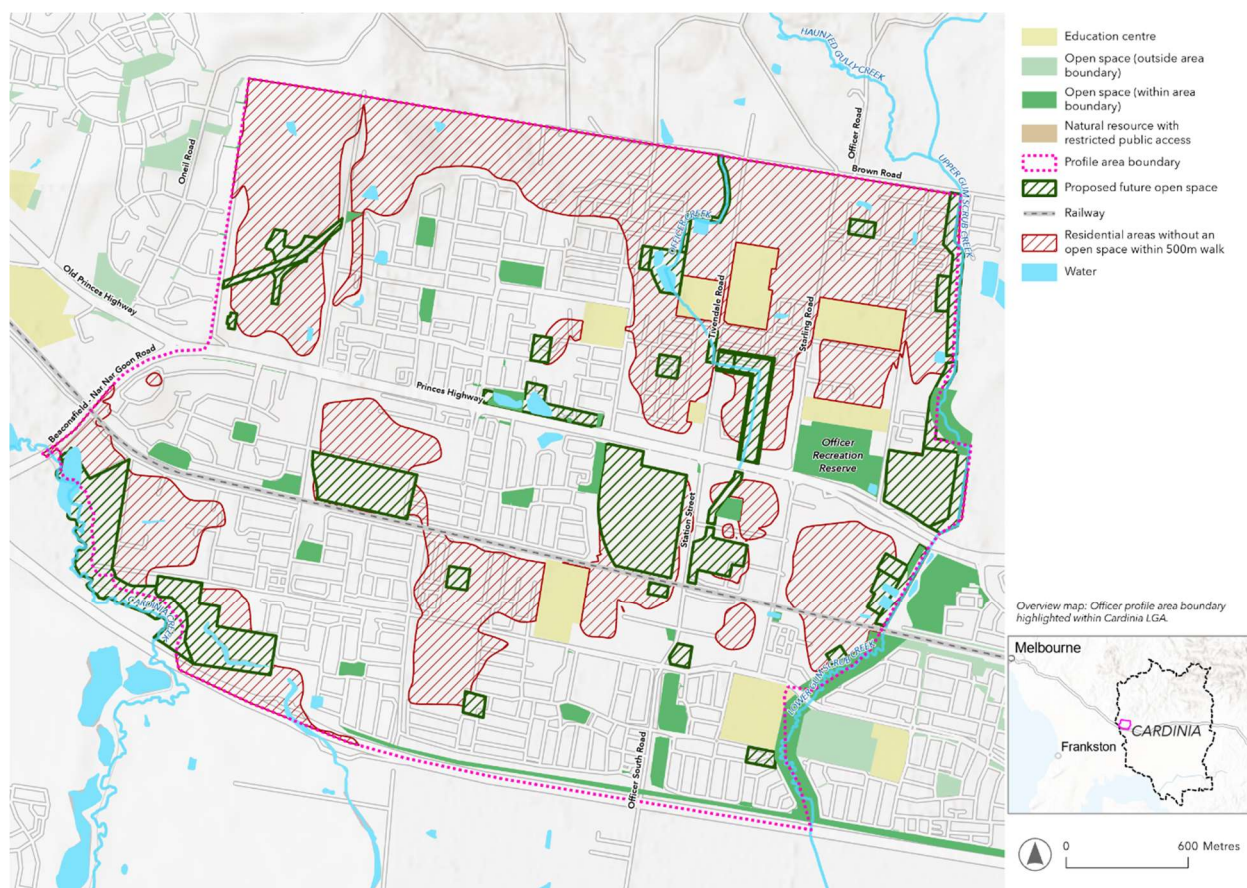 HAUNTED GULLY CREEK
Oneil Road
Officer Road
Brown Road
UPPER GUM SCRUB CREEK
OFFICER CREEK
Old Princes Highway
Tivendale Road
Starling Road
Beaconsfield - Nar Nar Goon Road
Princes Highway
Officer
Recreation
Reserve
Station Street
CARDINIA CREEK
LOWER GUM SCRUB CREEK
Officer South Road
Education centre
Open space (outside area
boundary)
Open space (within area
boundary)
Natural resource with
restricted public access
Profile area boundary
Proposed future open space
Railway
Residential areas without an
open space within 500m walk
Water
Overview map: Officer profile area boundary
highlighted within Cardinia LGA.
Melbourne
CARDINIA
Frankston
0 600 Metres